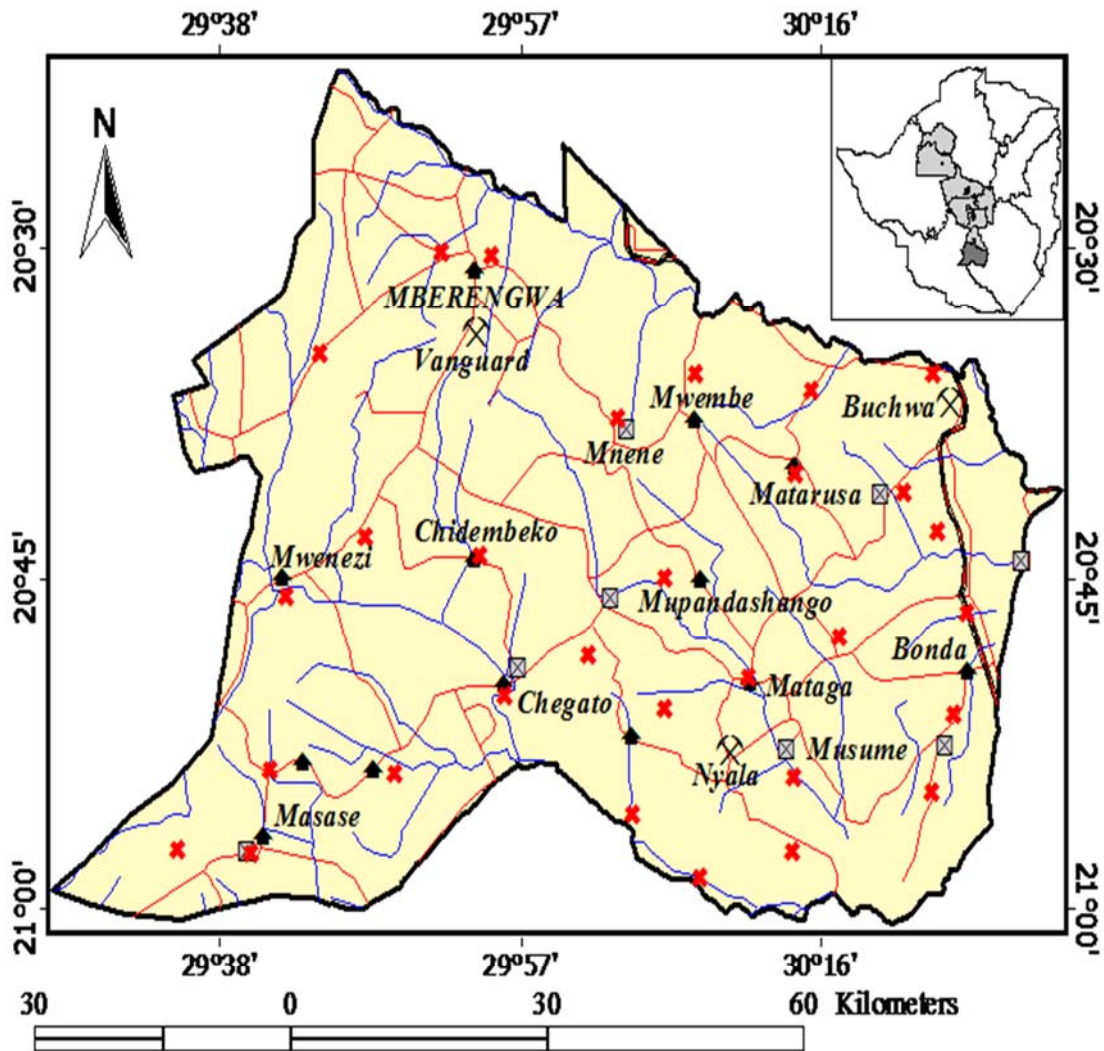 29°38' 29°57' 30°16'
N
20°30' 20°30'
MBERENGWA
Vanguard
Mwembe
Buchwa
Mnene
Matarusa
Chidembeko
Mwenezi
20°45' 20°45'
Mupandashango
Bonda
Mataga
Chegato
Musume
Nyala
Masase
21°00' 21°00'
29°38' 29°57' 30°16'
30 0 30 60 Kilometers